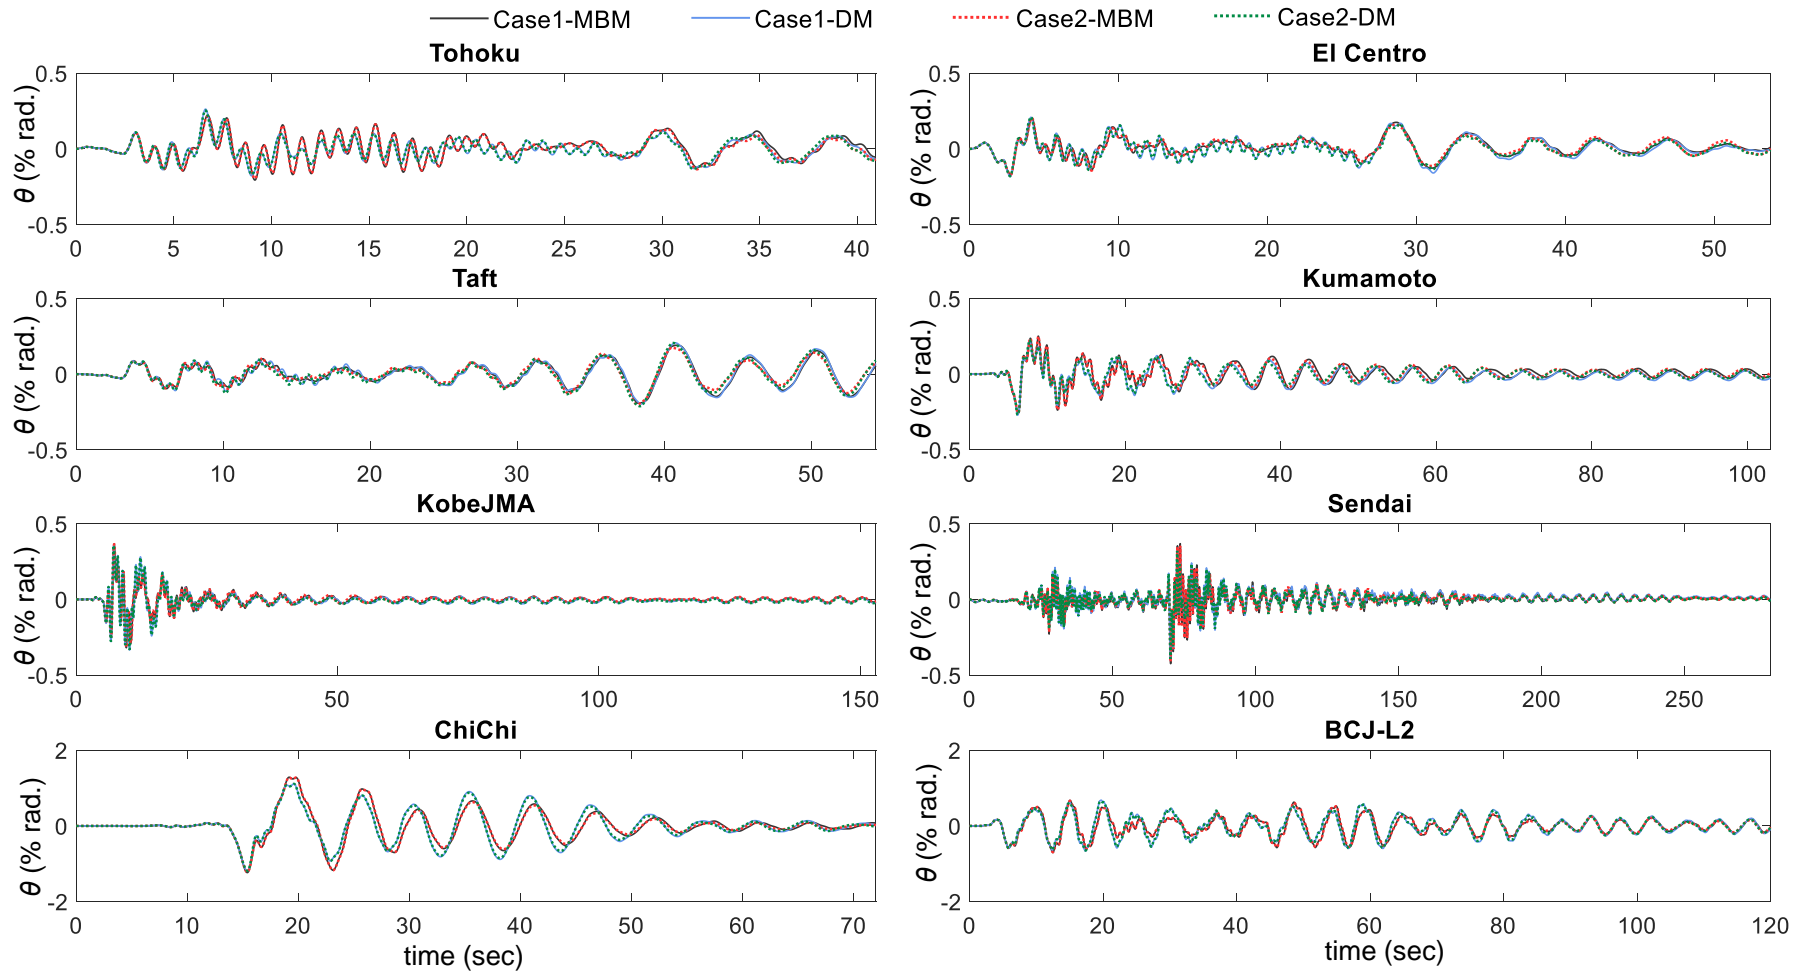 Case1-MBM Case1-DM Case2-MBM Case2-DM
Tohoku
El Centro
θ (% rad.)
0.5
0
-0.5
0 5 10 15 20 25 30 35 40
θ (% rad.)
0.5
0
-0.5
0 10 20 30 40 50
Taft
Kumamoto
θ (% rad.)
0.5
0
-0.5
0 10 20 30 40 50
θ (% rad.)
0.5
0
-0.5
0 20 40 60 80 100
KobeJMA
Sendai
θ (% rad.)
0.5
0
-0.5
0 50 100 150
θ (% rad.)
0.5
0
-0.5
0 50 100 150 200 250
ChiChi
BCJ-L2
θ (% rad.)
2
0
-2
0 10 20 30 40 50 60 70
time (sec)
θ (% rad.)
2
0
-2
0 20 40 60 80 100 120
time (sec)